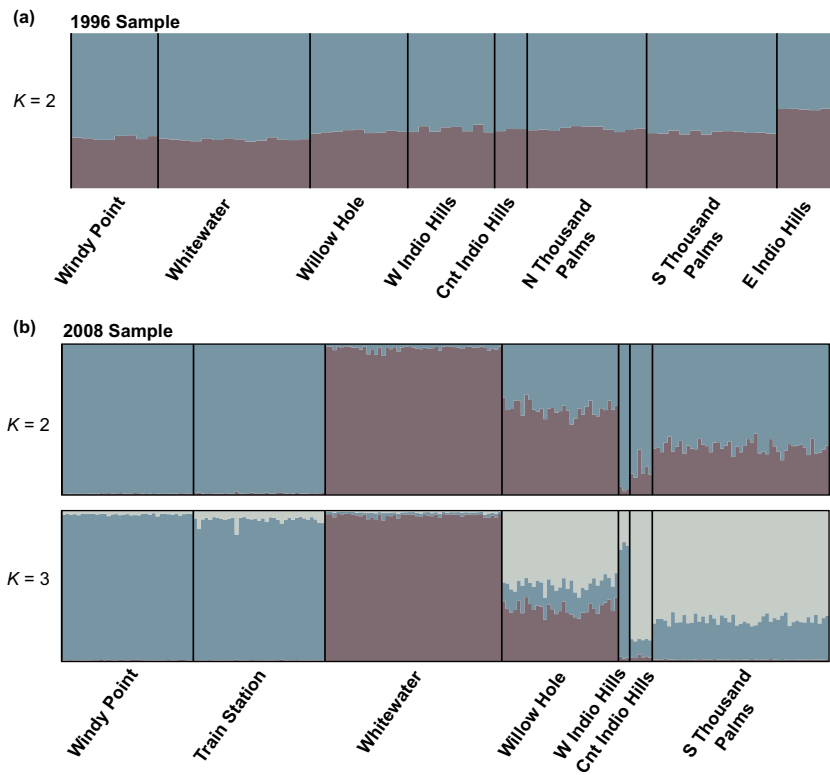 (a)
1996 Sample
K = 2
Windy Point
Whitewater
Willow Hole
W Indio Hills
Cnt Indio Hills
N Thousand
Palms
S Thousand
Palms
E Indio Hills
(b)
2008 Sample
K = 2
K = 3
Windy Point
Train Station
Whitewater
Willow Hole
W Indio Hills
Cnt Indio Hills
S Thousand
Palms